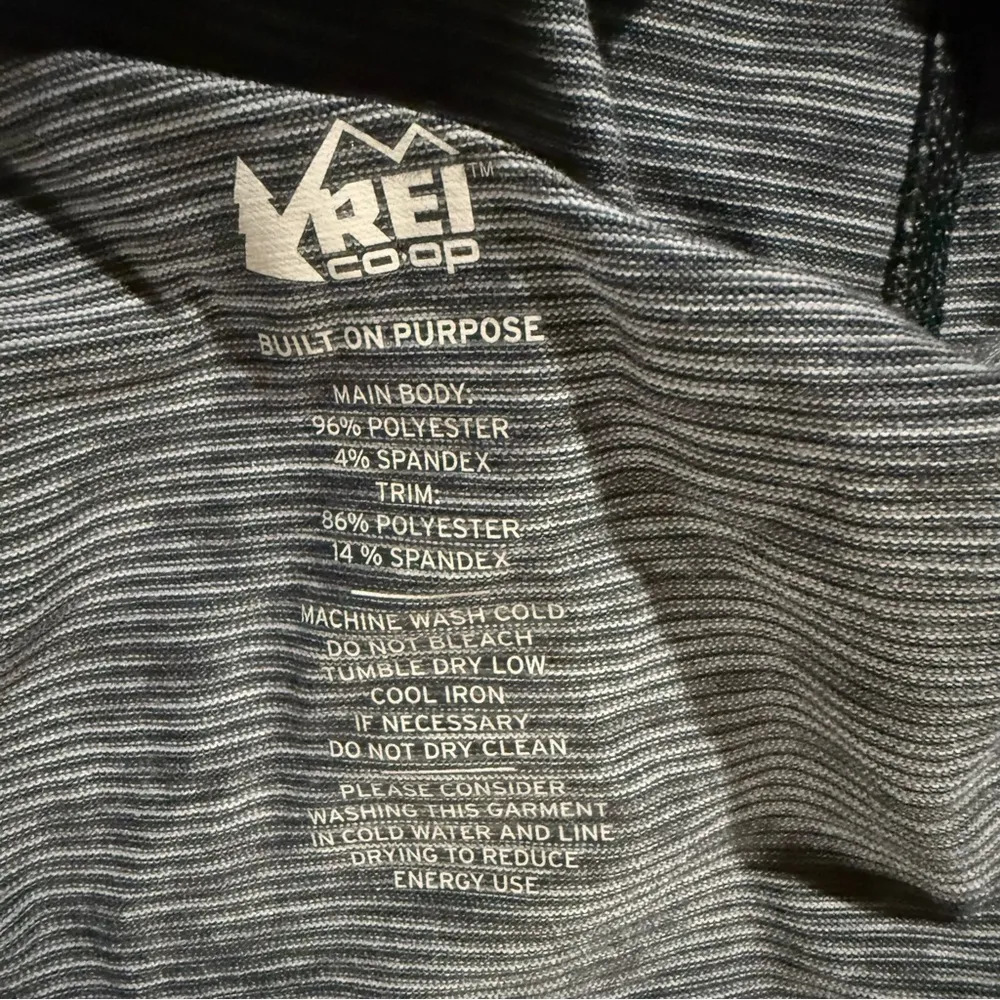 REI™
co·op
BUILT ON PURPOSE
MAIN BODY:
96% POLYESTER
4% SPANDEX
TRIM:
86% POLYESTER
14 % SPANDEX
MACHINE WASH COLD
DO NOT BLEACH
TUMBLE DRY LOW
COOL IRON
IF NECESSARY
DO NOT DRY CLEAN
PLEASE CONSIDER
WASHING THIS GARMENT
IN COLD WATER AND LINE
DRYING TO REDUCE
ENERGY USE